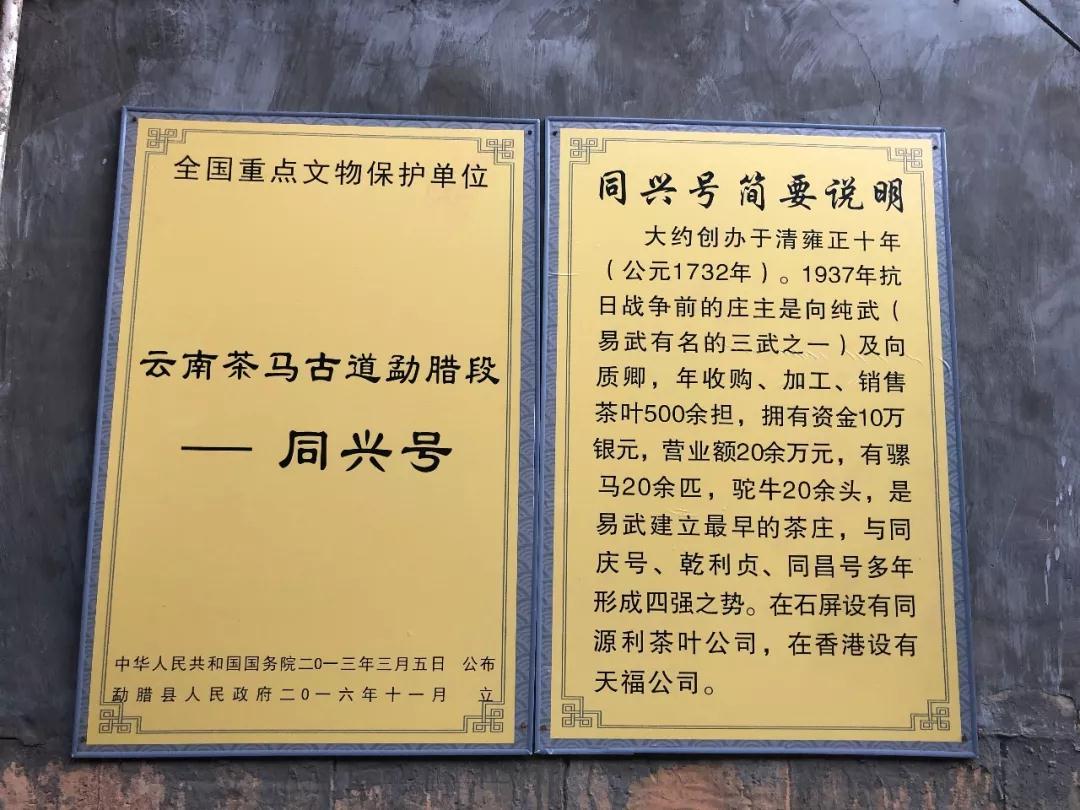 全国重点文物保护单位
云南茶马古道勐腊段
— 同兴号
中华人民共和国国务院二〇一三年三月五日 公布
勐腊县人民政府二〇一六年十一月 立
同兴号简要说明
大约创办于清雍正十年
（公元1732年）。1937年抗
日战争前的庄主是向纯武（
易武有名的三武之一）及向
质卿，年收购、加工、销售
茶叶500余担，拥有资金10万
银元，营业额20余万元，有骡
马20余匹，驼牛20余头，是
易武建立最早的茶庄，与同
庆号、乾利贞、同昌号多年
形成四强之势。在石屏设有同
源利茶叶公司，在香港设有
天福公司。